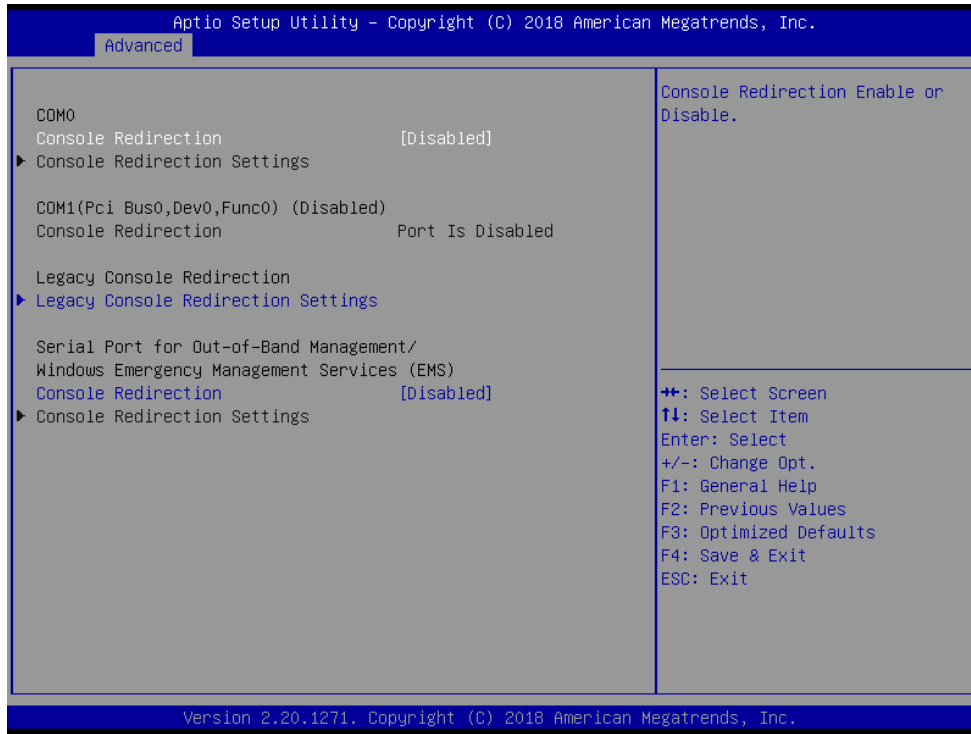 Aptio Setup Utility – Copyright (C) 2018 American Megatrends, Inc.
Advanced
COM0
Console Redirection [Disabled]
Console Redirection Settings
COM1(Pci Bus0,Dev0,Func0) (Disabled)
Console Redirection Port Is Disabled
Legacy Console Redirection
Legacy Console Redirection Settings
Serial Port for Out-of-Band Management/
Windows Emergency Management Services (EMS)
Console Redirection [Disabled]
Console Redirection Settings
Console Redirection Enable or
Disable.
→←: Select Screen
↑↓: Select Item
Enter: Select
+/-: Change Opt.
F1: General Help
F2: Previous Values
F3: Optimized Defaults
F4: Save & Exit
ESC: Exit
Version 2.20.1271. Copyright (C) 2018 American Megatrends, Inc.